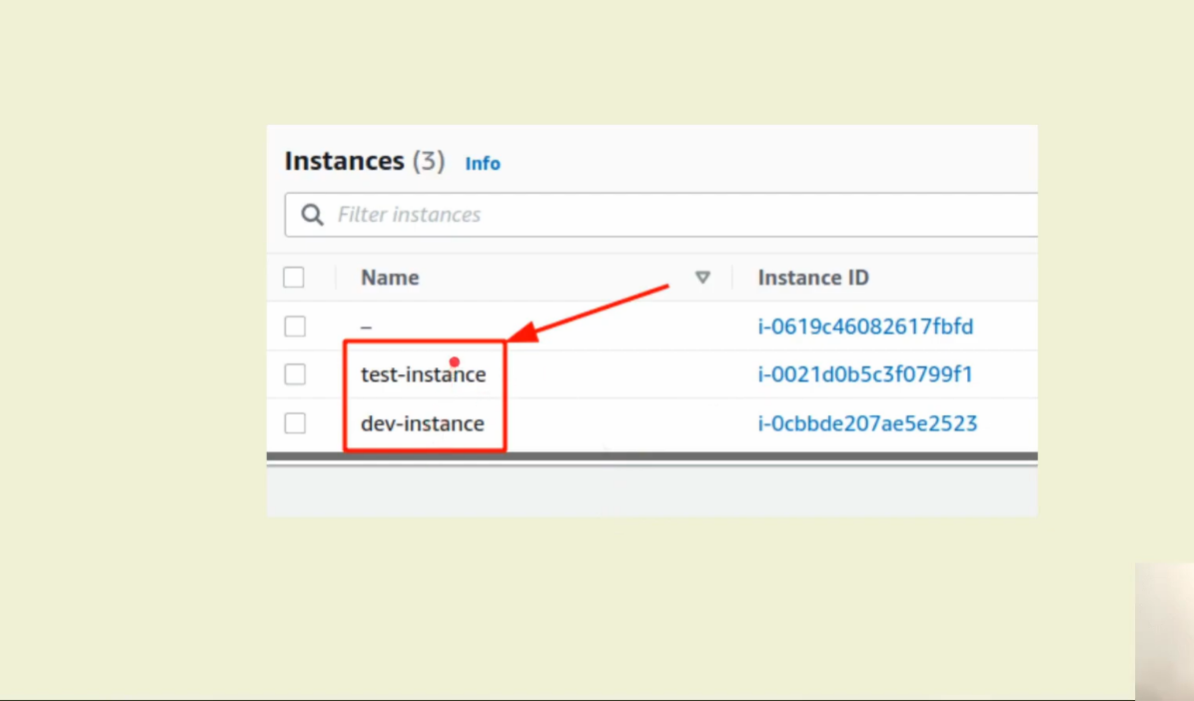 Instances (3) Info
Filter instances
Name Instance ID
– i-0619c46082617fbfd
test-instance i-0021d0b5c3f0799f1
dev-instance i-0cbbde207ae5e2523